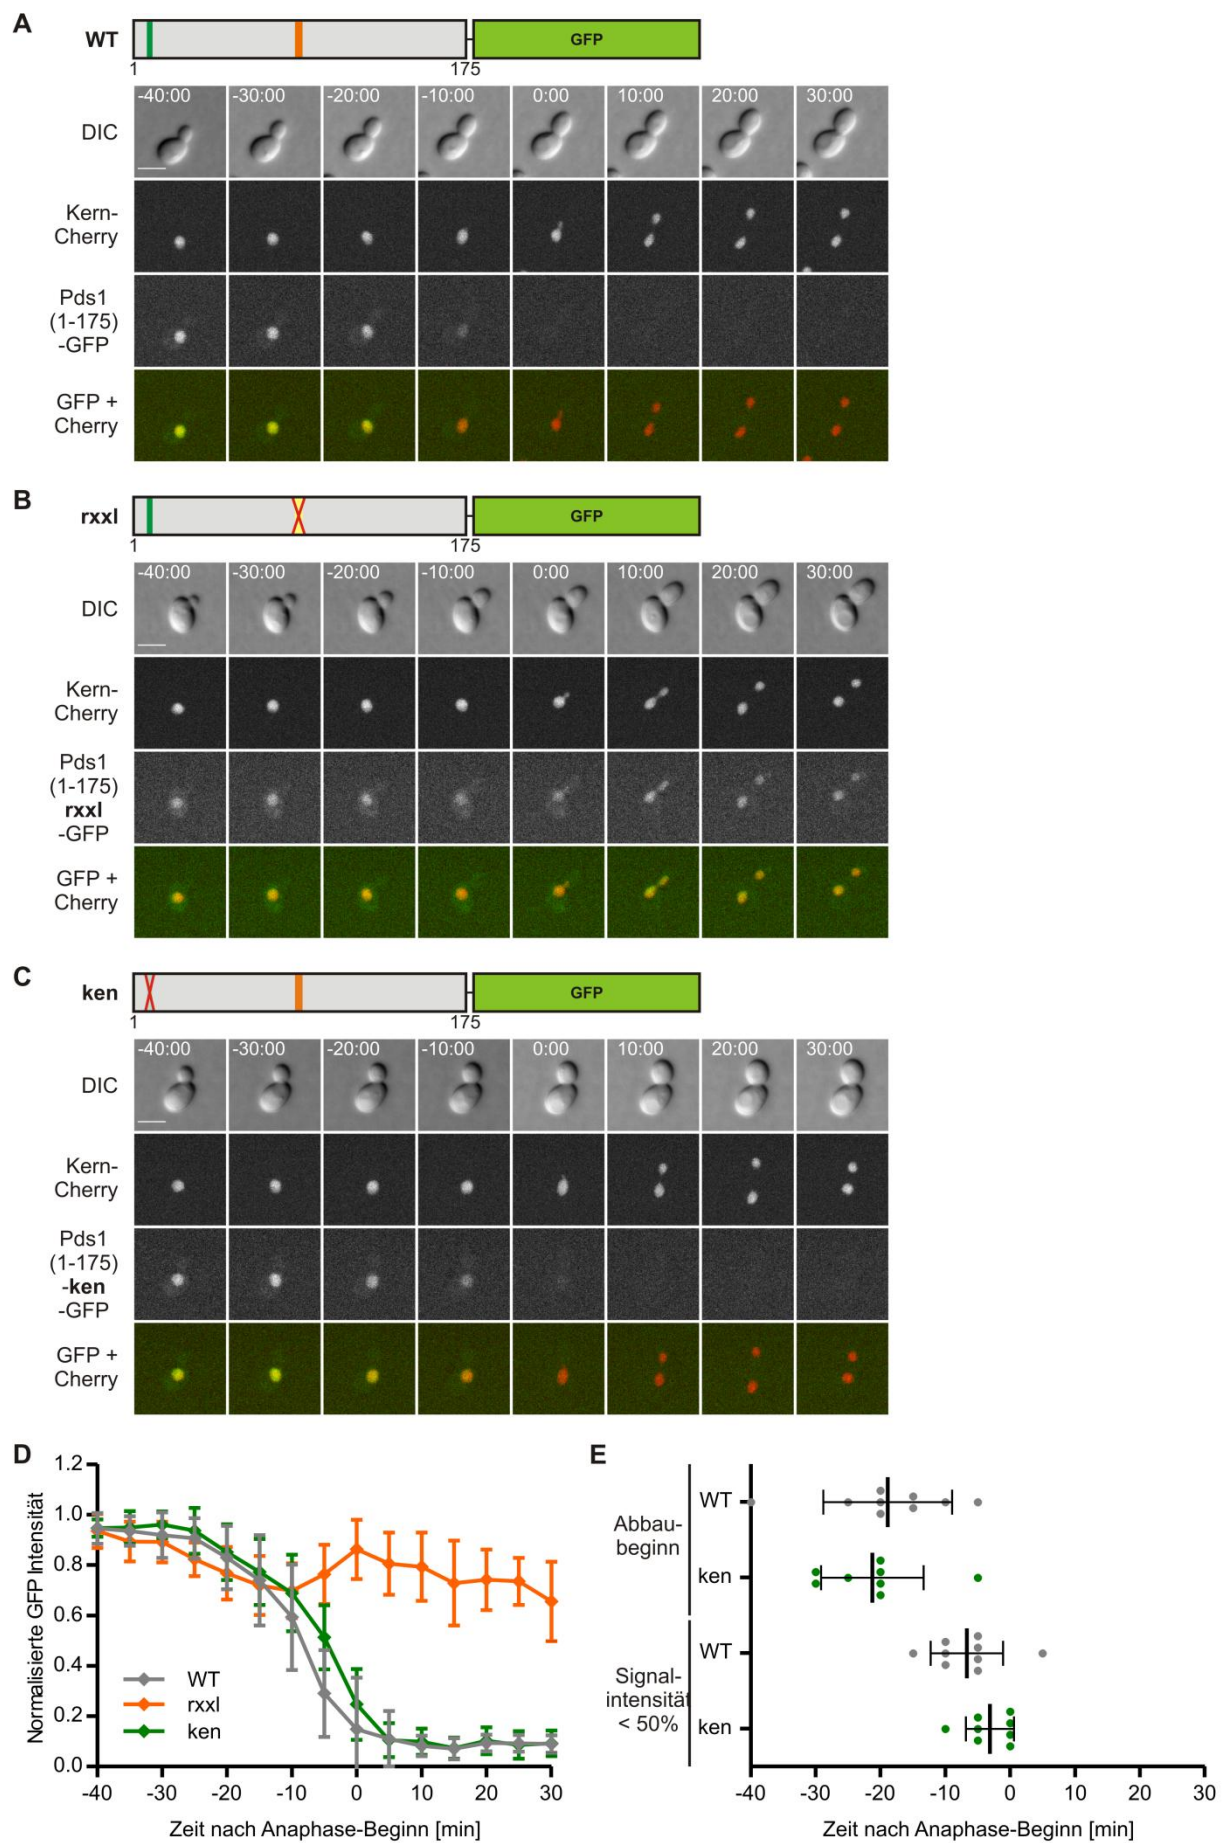 A
WT
GFP
1
175
-40:00 -30:00 -20:00 -10:00 0:00 10:00 20:00 30:00
DIC
Kern-
Cherry
Pds1
(1-175)
-GFP
GFP +
Cherry
B
rxxl
GFP
1
175
-40:00 -30:00 -20:00 -10:00 0:00 10:00 20:00 30:00
DIC
Kern-
Cherry
Pds1
(1-175)
rxxl
-GFP
GFP +
Cherry
C
ken
GFP
1
175
-40:00 -30:00 -20:00 -10:00 0:00 10:00 20:00 30:00
DIC
Kern-
Cherry
Pds1
(1-175)
-ken
-GFP
GFP +
Cherry
D
Normalisierte GFP Intensität
1.2
1.0
0.8
0.6
0.4
0.2
0.0
WT
rxxl
ken
-40 -30 -20 -10 0 10 20 30
Zeit nach Anaphase-Beginn [min]
E
Abbau-
beginn
WT
ken
Signal-
intensität
< 50%
WT
ken
-40 -30 -20 -10 0 10 20 30
Zeit nach Anaphase-Beginn [min]